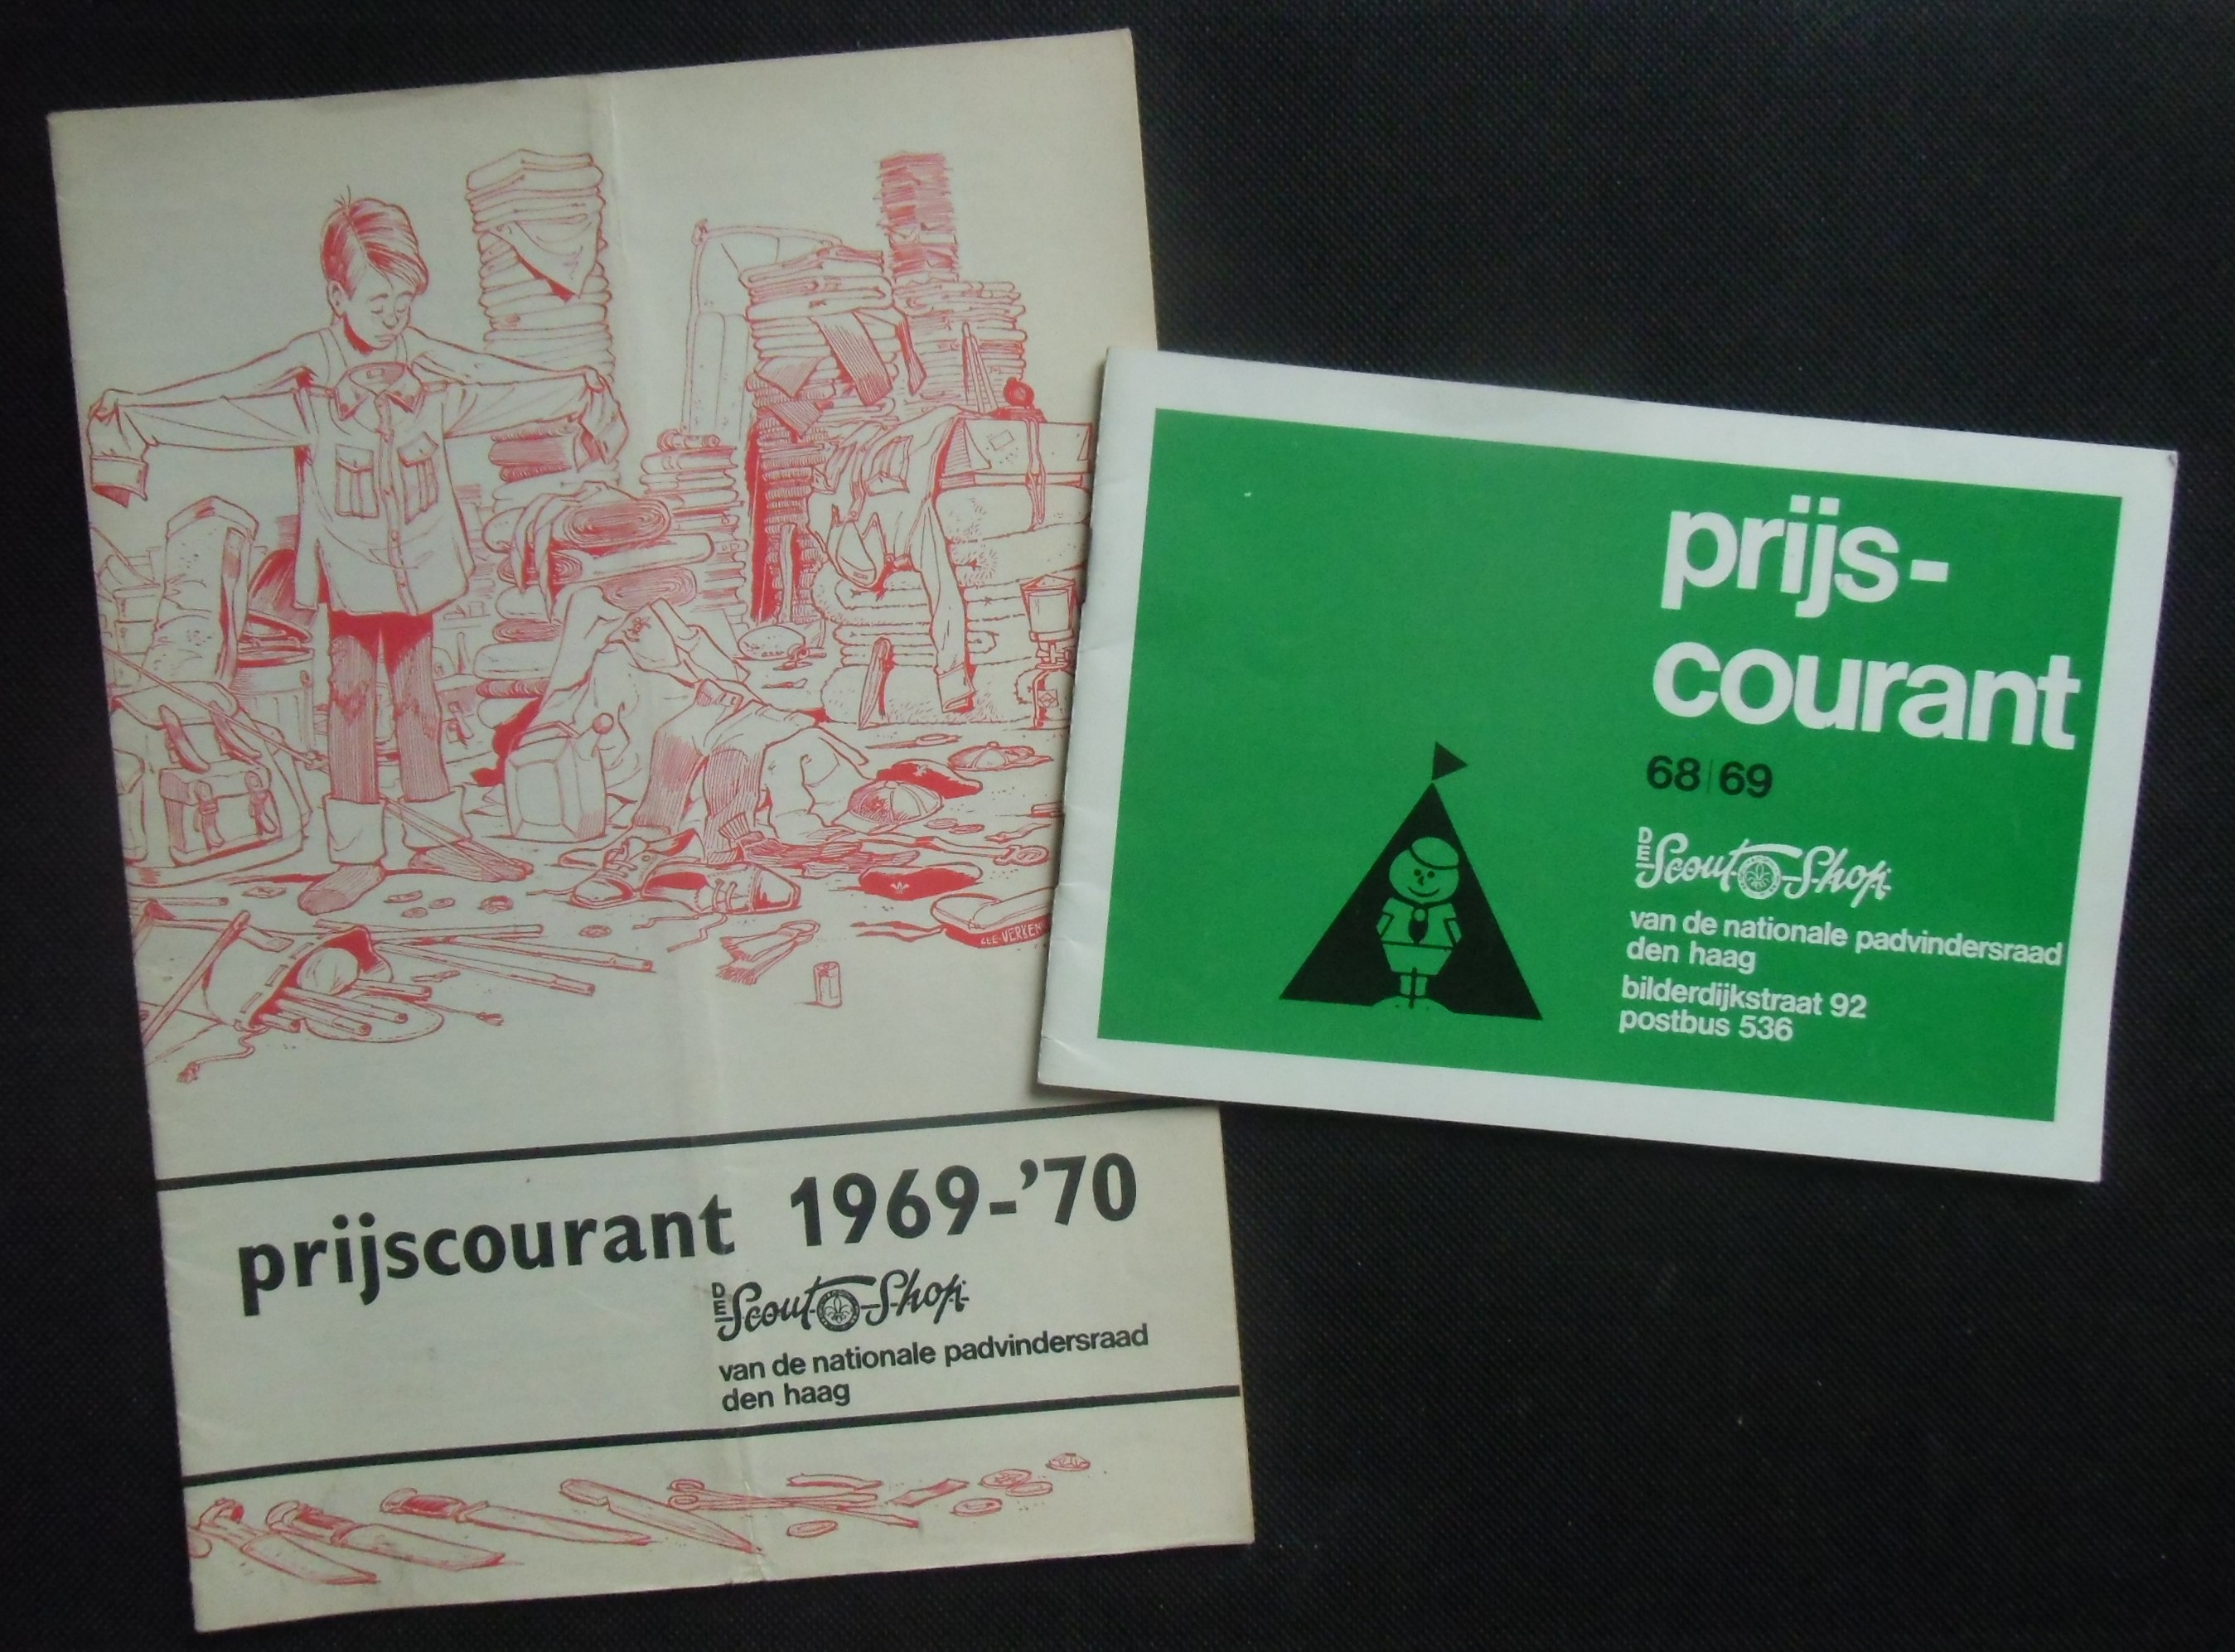 prijscourant 1969-'70
DE Scout Shop
van de nationale padvindersraad
den haag
prijs-
courant
68|69
DE Scout Shop
van de nationale padvindersraad
den haag
bilderdijkstraat 92
postbus 536